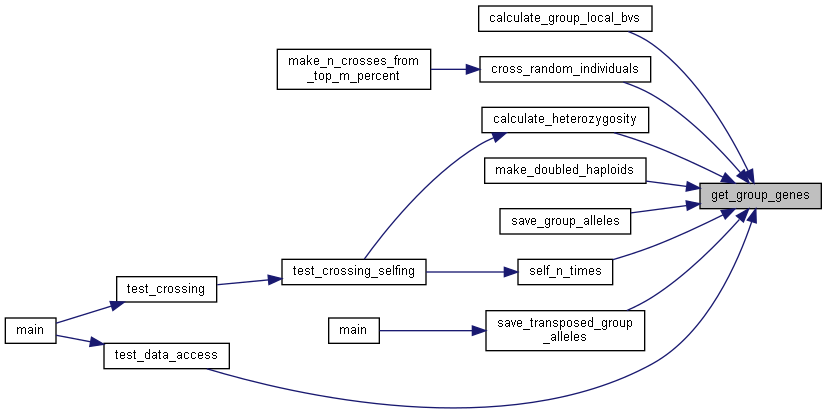 calculate_group_local_bvs
make_n_crosses_from
_top_m_percent
cross_random_individuals
calculate_heterozygosity
make_doubled_haploids
get_group_genes
save_group_alleles
test_crossing_selfing
self_n_times
test_crossing
main
main
save_transposed_group
_alleles
test_data_access